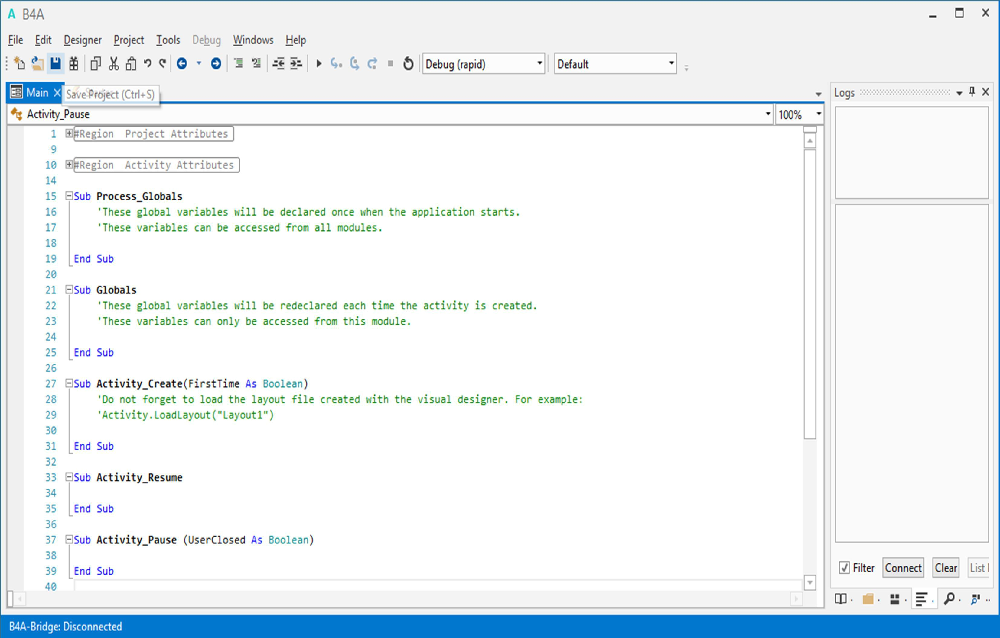 B4A
File Edit Designer Project Tools Debug Windows Help
Debug (rapid) Default
Main Save Project (Ctrl+S)
Logs
Activity_Pause 100%
1 #Region  Project Attributes
9
10 #Region  Activity Attributes
14
15 Sub Process_Globals
16 'These global variables will be declared once when the application starts.
17 'These variables can be accessed from all modules.
18
19 End Sub
20
21 Sub Globals
22 'These global variables will be redeclared each time the activity is created.
23 'These variables can only be accessed from this module.
24
25 End Sub
26
27 Sub Activity_Create(FirstTime As Boolean)
28 'Do not forget to load the layout file created with the visual designer. For example:
29 'Activity.LoadLayout("Layout1")
30
31 End Sub
32
33 Sub Activity_Resume
34
35 End Sub
36
37 Sub Activity_Pause (UserClosed As Boolean)
38
39 End Sub
40
Filter Connect Clear List
B4A-Bridge: Disconnected